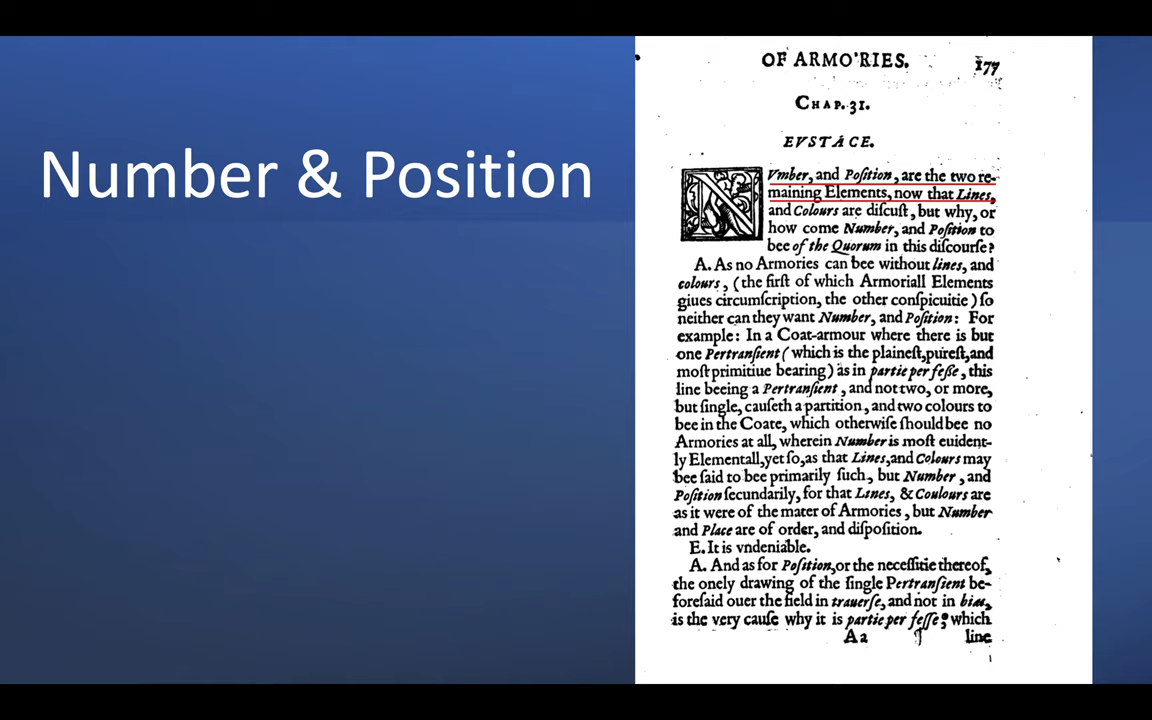 Number & Position
OF ARMO'RIES.
177
CHAP. 31.
EVSTACE.
NVmber, and Poſition, are the two re-
maining Elements, now that Lines,
and Colours are diſcuſt, but why, or
how come Number, and Poſition to
bee of the Quorum in this diſcourſe?
A. As no Armories can bee without lines, and
colours, (the firſt of which Armoriall Elements
giues circumſcription, the other conſpicuitie) ſo
neither can they want Number, and Poſition: For
example: In a Coat-armour where there is but
one Pertranſient (which is the plaineſt,pureſt,and
moſt primitiue bearing) as in partie per feſſe, this
line beeing a Pertranſient, and not two, or more,
but ſingle, cauſeth a partition, and two colours to
bee in the Coate, which otherwiſe ſhould bee no
Armories at all, wherein Number is moſt euident-
ly Elementall,yet ſo,as that Lines,and Colours may
bee ſaid to bee primarily ſuch, but Number, and
Poſition ſecundarily, for that Lines, & Coulours are
as it were of the mater of Armories, but Number
and Place are of order, and diſpoſition.
E. It is vndeniable.
A. And as for Poſition,or the neceſſitie thereof,
the onely drawing of the ſingle Pertranſient be-
foreſaid ouer the field in trauerſe, and not in bias,
is the very cauſe why it is partie per feſſe; which
Aa
¶
line